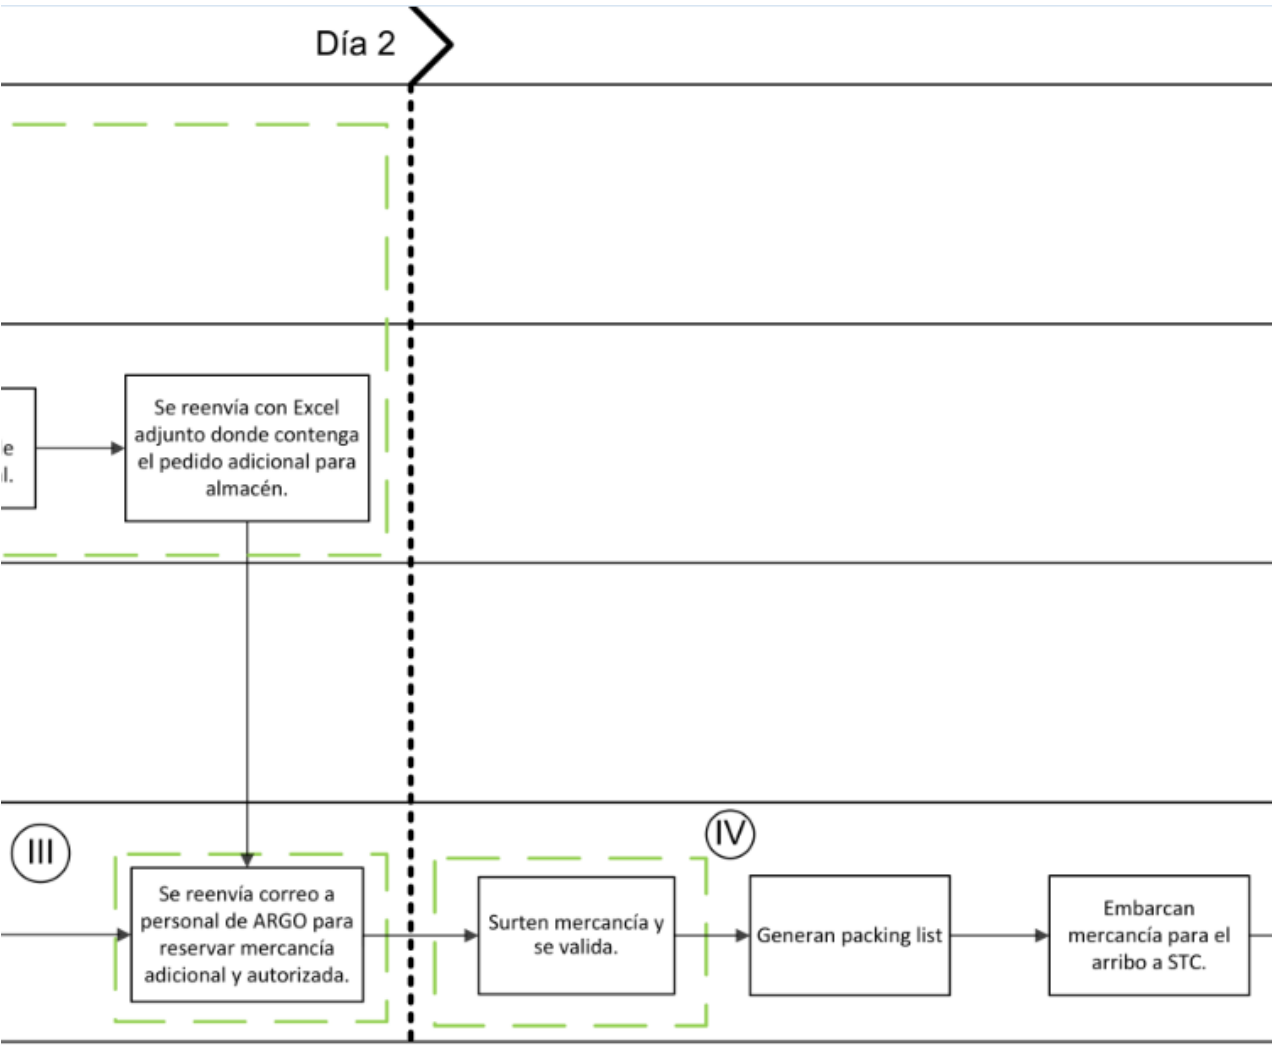 Día 2
Se reenvía con Excel
adjunto donde contenga
el pedido adicional para
almacén.
III
Se reenvía correo a
personal de ARGO para
reservar mercancía
adicional y autorizada.
Surten mercancía y
se valida.
IV
Generan packing list
Embarcan
mercancía para el
arribo a STC.